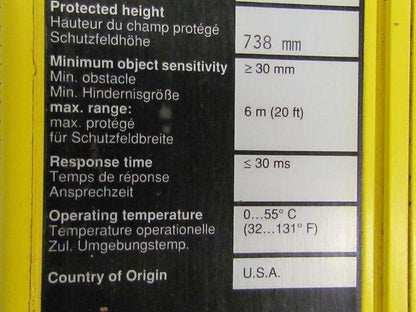 Protected height
Hauteur du champ protégé
Schutzfeldhöhe
738 mm
Minimum object sensitivity
Min. obstacle
Min. Hindernisgröße
≥ 30 mm
max. range:
max. protégé
für Schutzfeldbreite
6 m (20 ft)
Response time
Temps de réponse
Ansprechzeit
≤ 30 ms
Operating temperature
Température operationelle
Zul. Umgebungstemp.
0...55° C
(32...131° F)
Country of Origin
U.S.A.